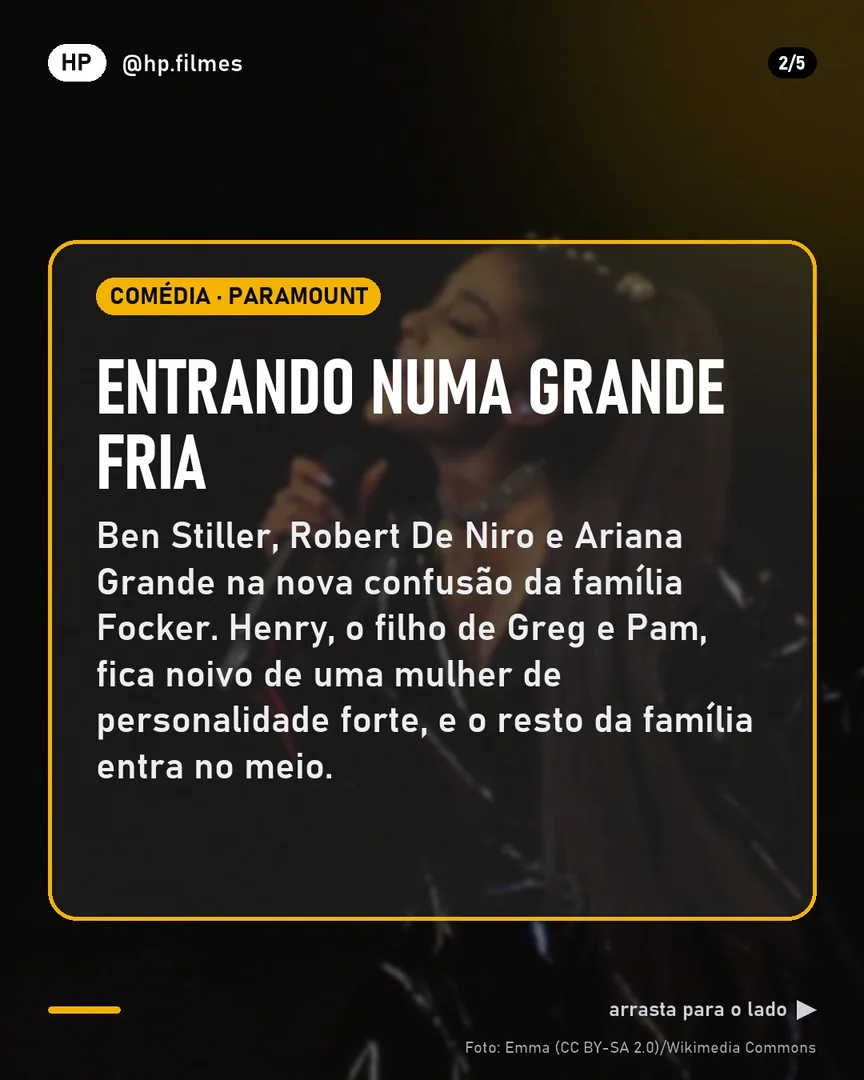 HP @hp.filmes
2/5
COMÉDIA · PARAMOUNT
ENTRANDO NUMA GRANDE
FRIA
Ben Stiller, Robert De Niro e Ariana
Grande na nova confusão da família
Focker. Henry, o filho de Greg e Pam,
fica noivo de uma mulher de
personalidade forte, e o resto da família
entra no meio.
arrasta para o lado ▶
Foto: Emma (CC BY-SA 2.0)/Wikimedia Commons